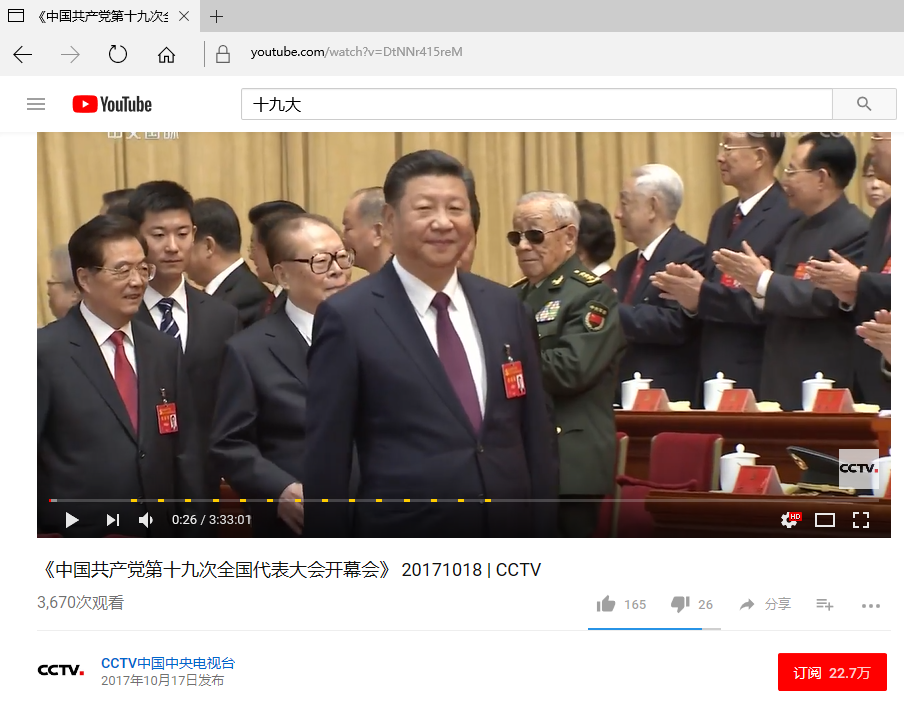 《中国共产党第十九次全
youtube.com/watch?v=DtNNr415reM
YouTube
十九大
CCTV.
0:26 / 3:33:01
HD
《中国共产党第十九次全国代表大会开幕会》 20171018 | CCTV
3,670次观看
165
26
分享
CCTV.
CCTV中国中央电视台
2017年10月17日发布
订阅 22.7万